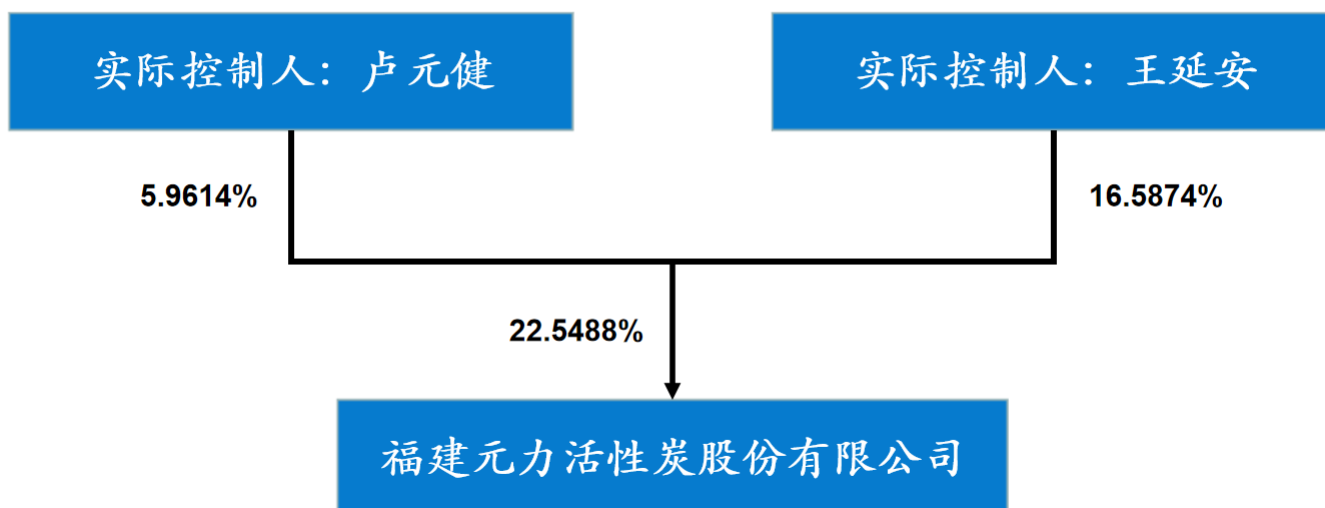 实际控制人：卢元健
实际控制人：王延安
5.9614%
16.5874%
22.5488%
福建元力活性炭股份有限公司